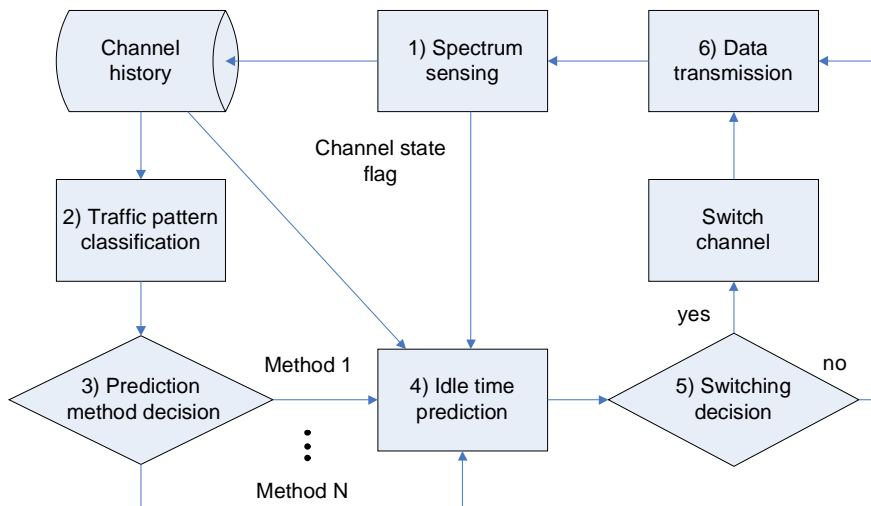 Channel
history
1) Spectrum
sensing
6) Data
transmission
Channel state
flag
2) Traffic pattern
classification
Switch
channel
yes
3) Prediction
method decision
Method 1
4) Idle time
prediction
5) Switching
decision
no
Method N